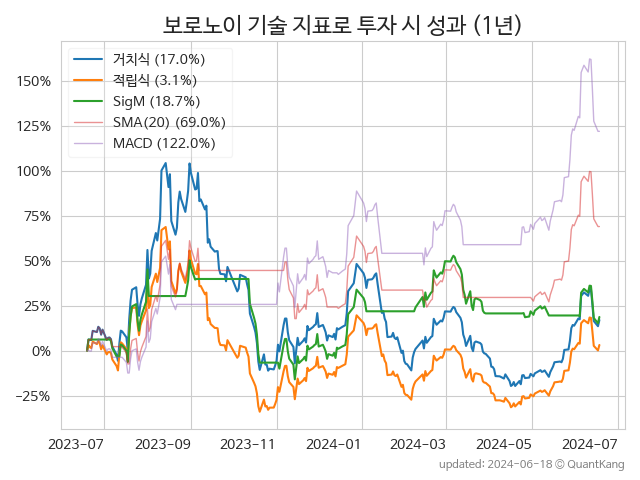 보로노이 기술 지표로 투자 시 성과 (1년)
거치식 (17.0%)
적립식 (3.1%)
SigM (18.7%)
SMA(20) (69.0%)
MACD (122.0%)
150%
125%
100%
75%
50%
25%
0%
−25%
2023-07 2023-09 2023-11 2024-01 2024-03 2024-05 2024-07
updated: 2024-06-18 © QuantKang